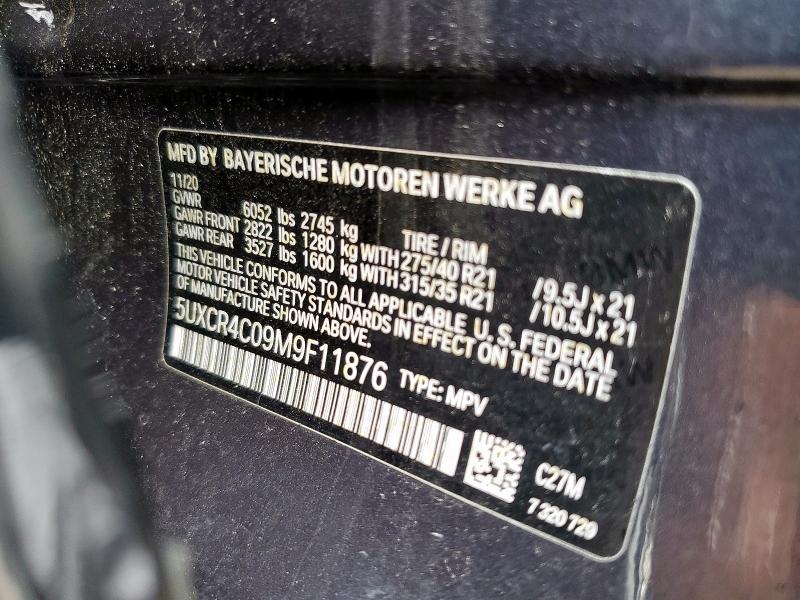 MFD BY BAYERISCHE MOTOREN WERKE AG
11/20
GVWR 6052 lbs 2745 kg TIRE / RIM
GAWR FRONT 2822 lbs 1280 kg WITH 275/40 R21 /9.5J x 21
GAWR REAR 3527 lbs 1600 kg WITH 315/35 R21 /10.5J x 21
THIS VEHICLE CONFORMS TO ALL APPLICABLE U. S. FEDERAL
MOTOR VEHICLE SAFETY STANDARDS IN EFFECT ON THE DATE
OF MANUFACTURE SHOWN ABOVE.
5UXCR4C09M9F11876 TYPE: MPV
C27M
7 320 729